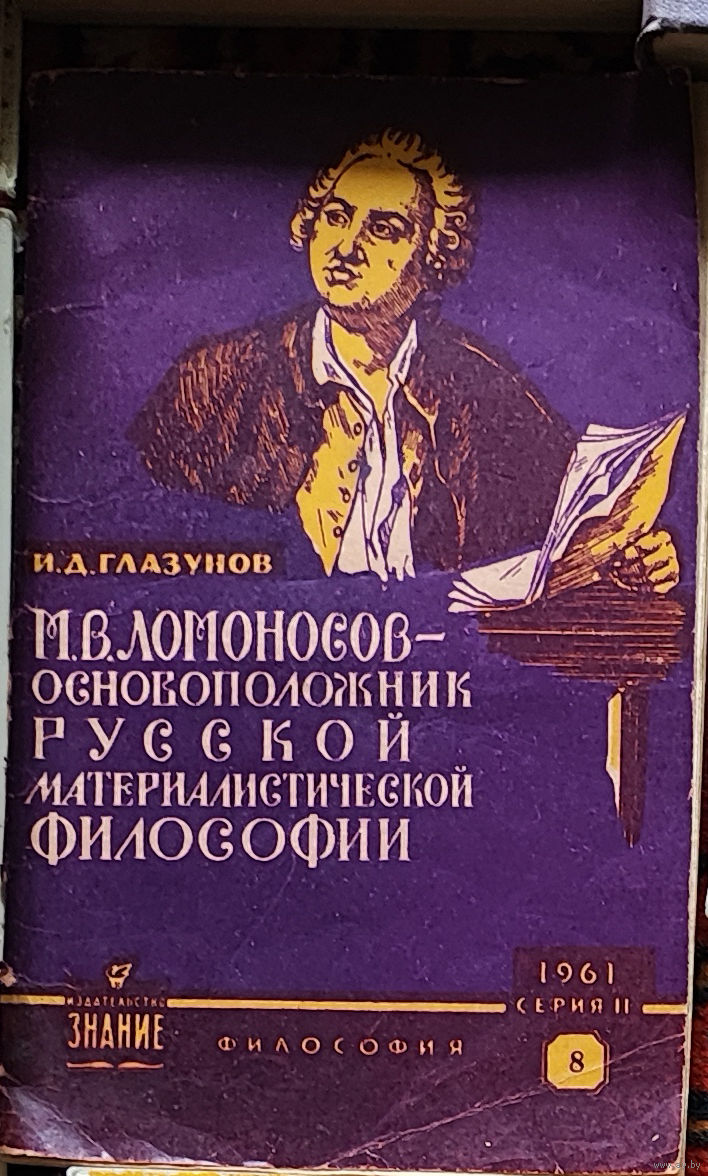 И.Д.ГЛАЗУНОВ
М.В.ЛОМОНОСОВ–
ОСНОВОПОЛОЖНИК
РУССКОЙ
МАТЕРИАЛИСТИЧЕСКОЙ
ФИЛОСОФИИ
1961
СЕРИЯ II
8
ИЗДАТЕЛЬСТВО
ЗНАНИЕ
ФИЛОСОФИЯ